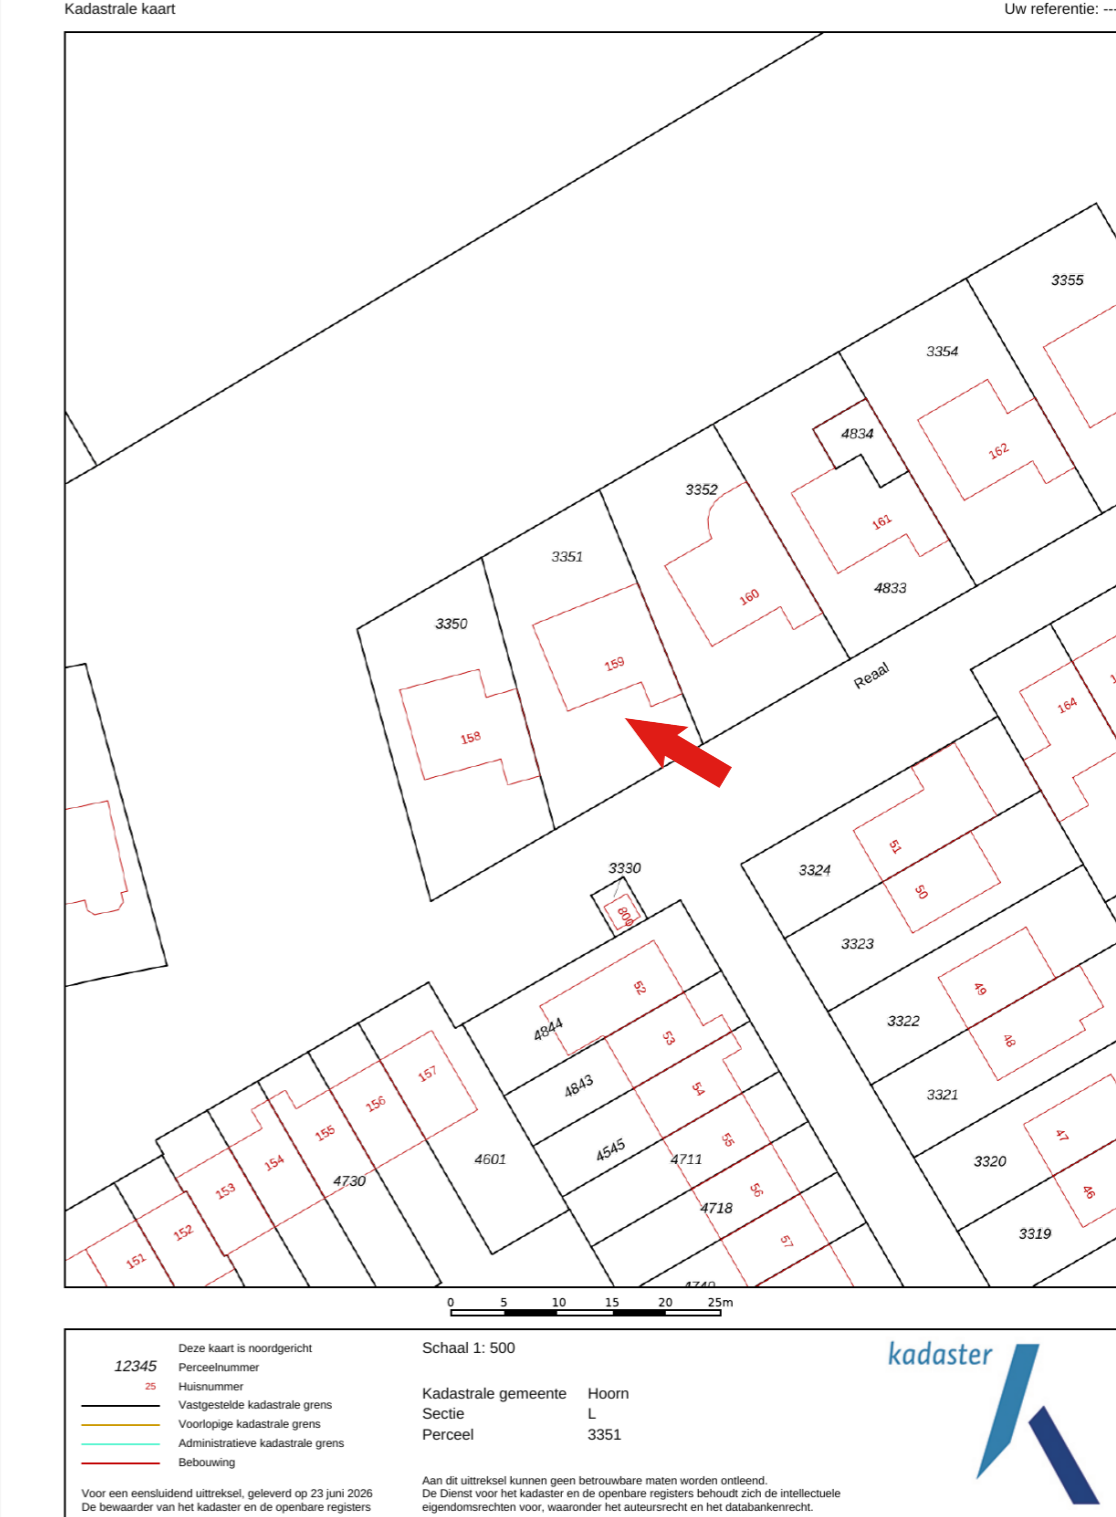 Kadastrale kaart
Uw referentie: --
3355
3354
4834
162
3352
161
3351
4833
160
3350
159
Reaal
158
164
51
3324
3330
50
800
3323
52
49
4844
3322
53
48
157
4843
54
3321
156
55
47
155
4545
154
4601
4711
3320
4730
56
46
153
4718
152
57
3319
151
4740
0 5 10 15 20 25m
Deze kaart is noordgericht
12345 Perceelnummer
25 Huisnummer
Vastgestelde kadastrale grens
Voorlopige kadastrale grens
Administratieve kadastrale grens
Bebouwing
Voor een eensluidend uittreksel, geleverd op 23 juni 2026
De bewaarder van het kadaster en de openbare registers
Schaal 1: 500
Kadastrale gemeente Hoorn
Sectie L
Perceel 3351
Aan dit uittreksel kunnen geen betrouwbare maten worden ontleend.
De Dienst voor het kadaster en de openbare registers behoudt zich de intellectuele
eigendomsrechten voor, waaronder het auteursrecht en het databankenrecht.
kadaster